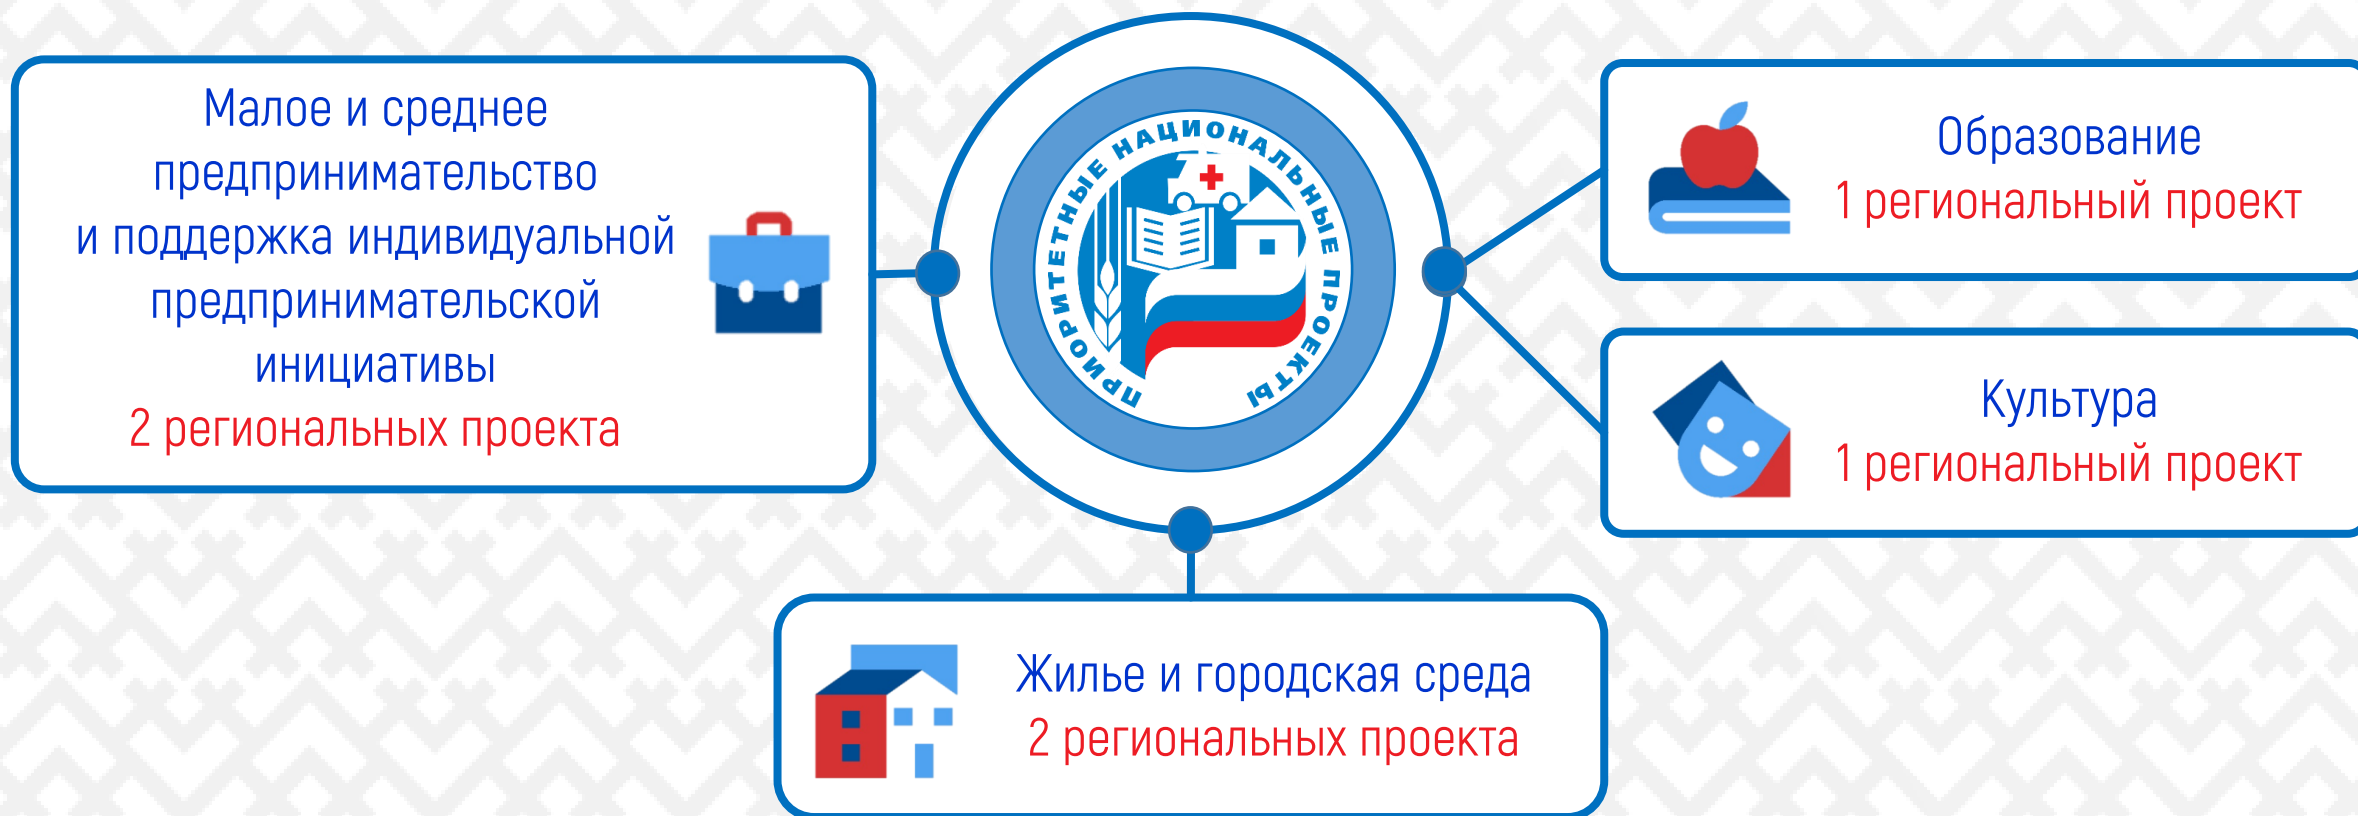 Малое и среднее
предпринимательство
и поддержка индивидуальной
предпринимательской
инициативы
2 региональных проекта
ПРИОРИТЕТНЫЕ НАЦИОНАЛЬНЫЕ ПРОЕКТЫ
Образование
1 региональный проект
Культура
1 региональный проект
Жилье и городская среда
2 региональных проекта